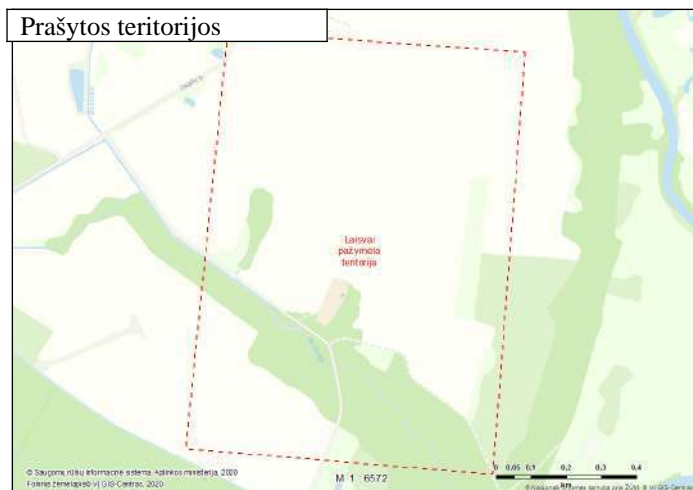 Prašytos teritorijos
Laisvai
pažymėta
teritorija
0 0,05 0,1 0,2 0,3 0,4
km
© Saugomų rūšių informacinė sistema, Aplinkos ministerija, 2020
Foninis žemėlapis© VĮ GIS-Centras, 2020
M 1 : 6572